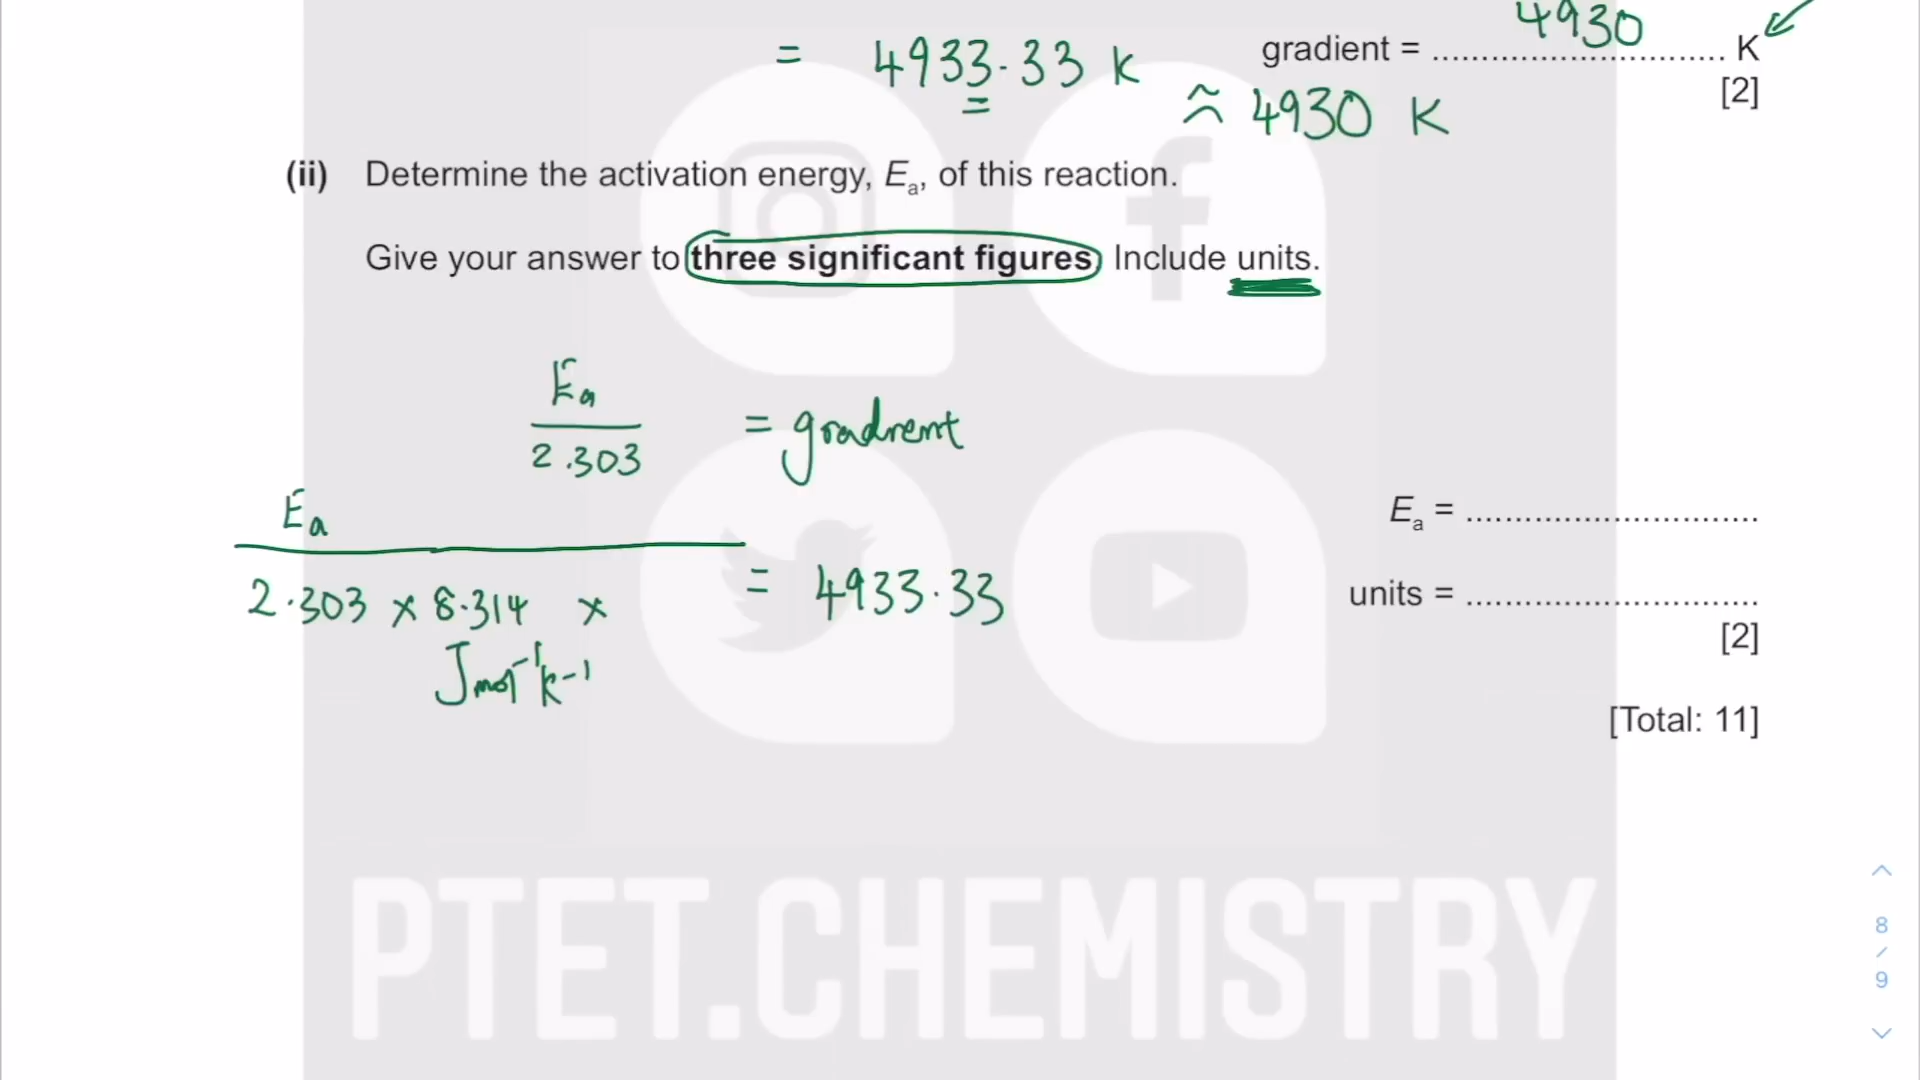 4930
= 4933.33 K
gradient = .............................. K
≈ 4930 K
[2]
(ii) Determine the activation energy, Ea, of this reaction.
Give your answer to three significant figures. Include units.
Ea
2.303
= gradient
Ea
2.303 × 8.314 ×
= 4933.33
J mol⁻¹ K⁻¹
Ea = ..............................
units = ..............................
[2]
[Total: 11]
PTET.CHEMISTRY
8
/
9